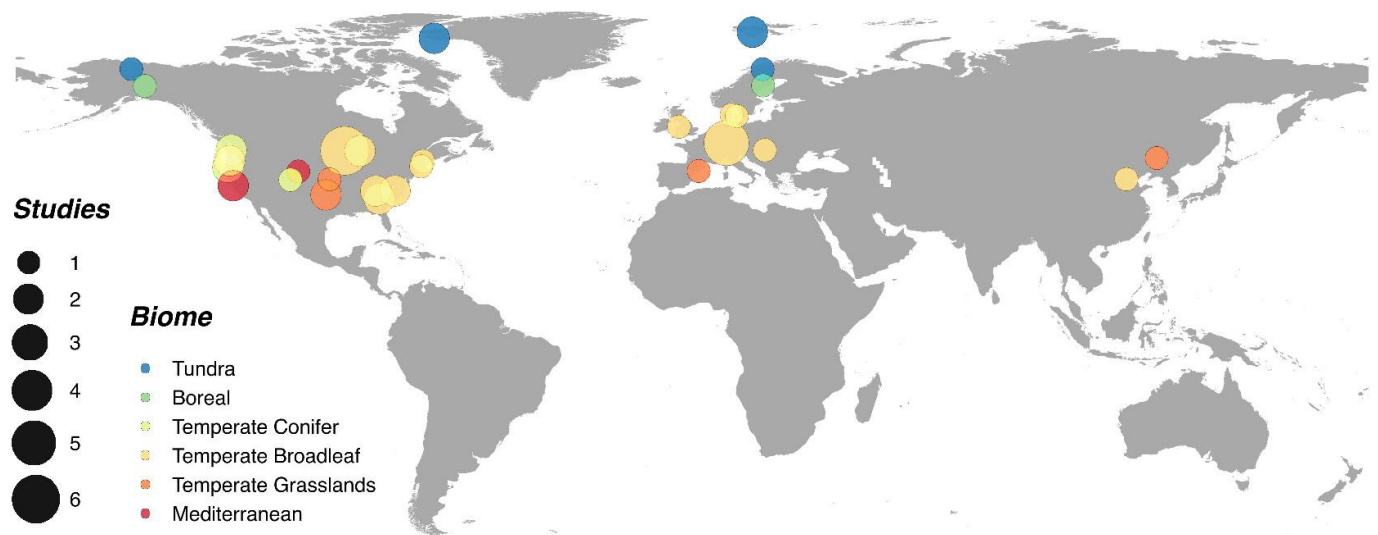 Studies
1
2
3
4
5
6
Biome
Tundra
Boreal
Temperate Conifer
Temperate Broadleaf
Temperate Grasslands
Mediterranean